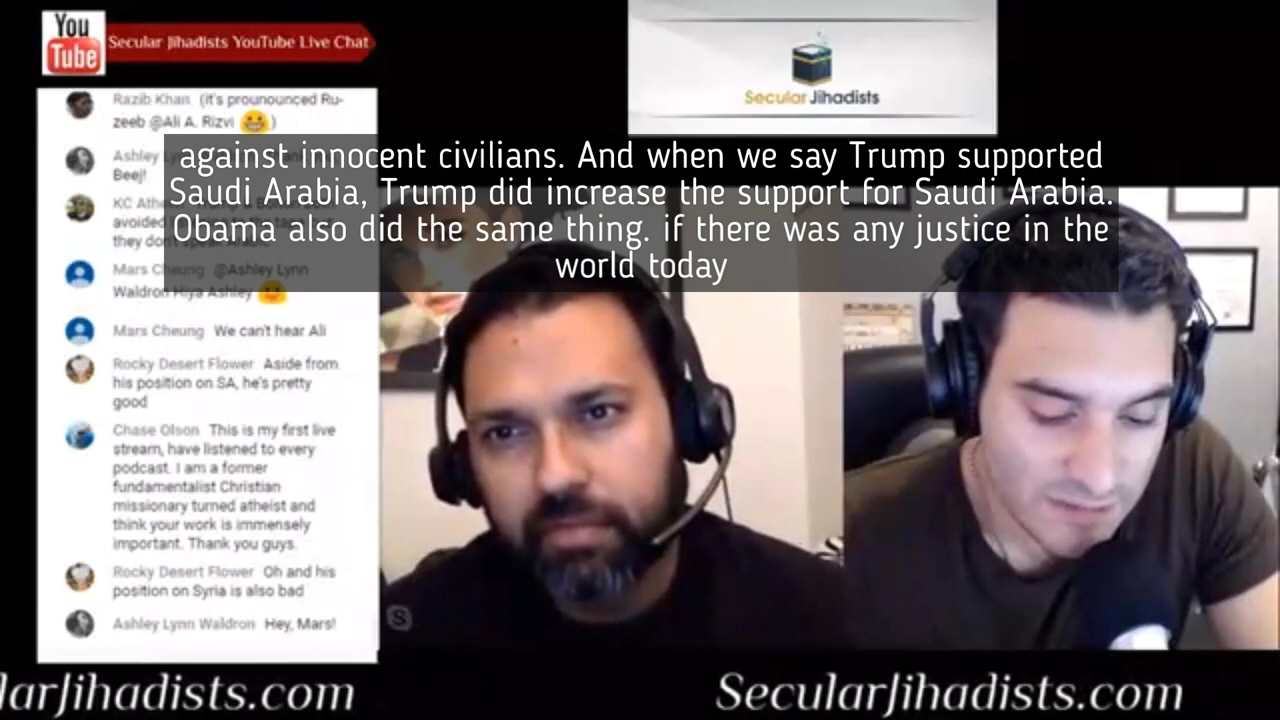 You
Tube
Secular Jihadists YouTube Live Chat
Secular Jihadists
Razib Khan (it's prounounced Ru-
zeeb @Ali A. Rizvi 😁)
Ashley
Beej!
KC
avoided
they don't
against innocent civilians. And when we say Trump supported
Saudi Arabia, Trump did increase the support for Saudi Arabia.
Obama also did the same thing. if there was any justice in the
world today
Mars Cheung @Ashley Lynn
Waldron Hiya Ashley
Mars Cheung We can't hear Ali
Rocky Desert Flower Aside from
his position on SA, he's pretty
good
Chase Olson This is my first live
stream, have listened to every
podcast. I am a former
fundamentalist Christian
missionary turned atheist and
think your work is immensely
important. Thank you guys.
Rocky Desert Flower Oh and his
position on Syria is also bad
Ashley Lynn Waldron Hey, Mars!
larJihadists.com
SecularJihadists.com